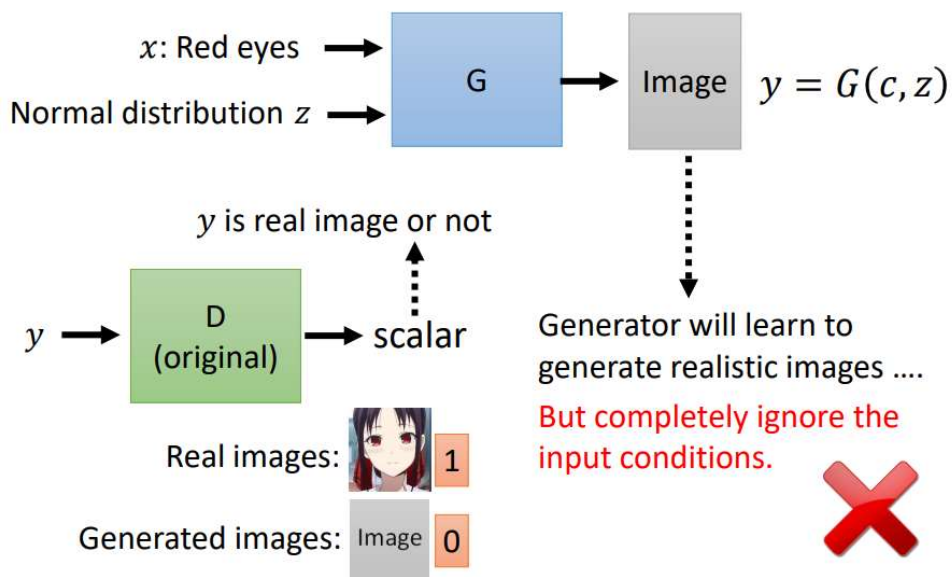 x: Red eyes
Normal distribution z
G
Image
y = G(c, z)
y is real image or not
y
D
(original)
scalar
Generator will learn to
generate realistic images ….
But completely ignore the
input conditions.
Real images:
1
Generated images:
Image
0